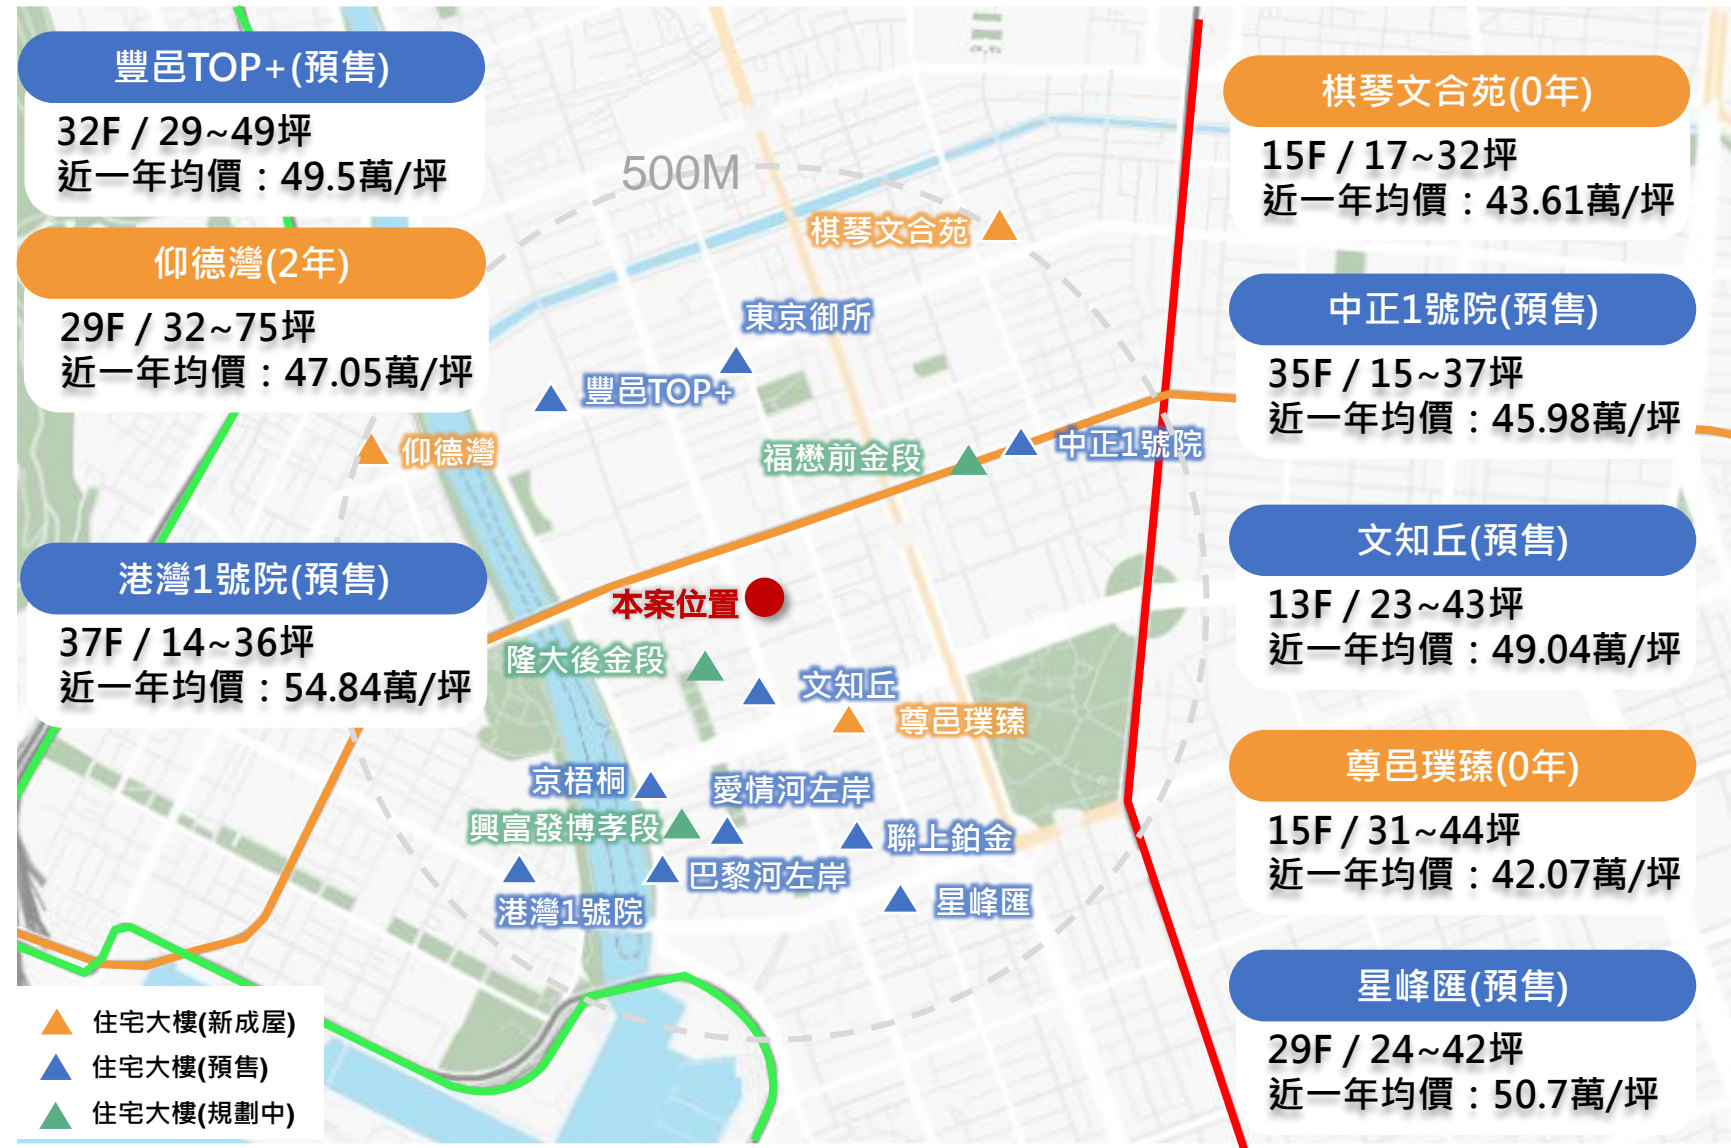 豐邑TOP+(預售)
32F / 29~49坪
近一年均價：49.5萬/坪
仰德灣(2年)
29F / 32~75坪
近一年均價：47.05萬/坪
港灣1號院(預售)
37F / 14~36坪
近一年均價：54.84萬/坪
500M
棋琴文合苑
東京御所
豐邑TOP+
仰德灣
福懋前金段
中正1號院
本案位置
隆大後金段
文知丘
尊邑璞臻
京梧桐
愛情河左岸
興富發博孝段
聯上鉑金
巴黎河左岸
港灣1號院
星峰匯
棋琴文合苑(0年)
15F / 17~32坪
近一年均價：43.61萬/坪
中正1號院(預售)
35F / 15~37坪
近一年均價：45.98萬/坪
文知丘(預售)
13F / 23~43坪
近一年均價：49.04萬/坪
尊邑璞臻(0年)
15F / 31~44坪
近一年均價：42.07萬/坪
星峰匯(預售)
29F / 24~42坪
近一年均價：50.7萬/坪
住宅大樓(新成屋)
住宅大樓(預售)
住宅大樓(規劃中)